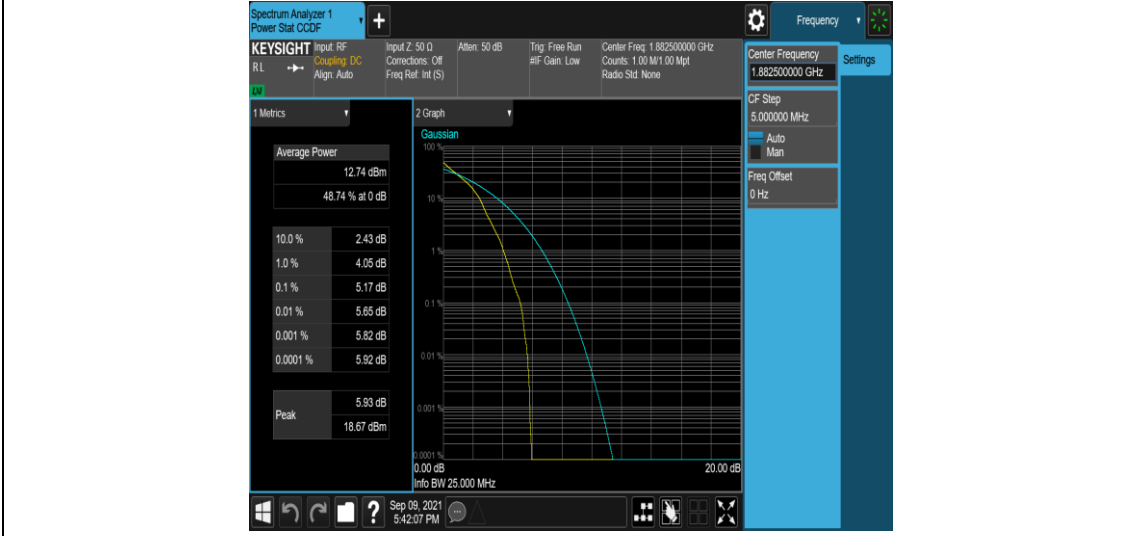 Spectrum Analyzer 1
Power Stat CCDF
+
Frequency
KEYSIGHT
RL
LXI
Input: RF
Coupling: DC
Align: Auto
Input Z: 50 Ω
Corrections: Off
Freq Ref: Int (S)
Atten: 50 dB
Trig: Free Run
#IF Gain: Low
Center Freq: 1.882500000 GHz
Counts: 1.00 M/1.00 Mpt
Radio Std: None
Center Frequency
1.882500000 GHz
Settings
CF Step
5.000000 MHz
Auto
Man
Freq Offset
0 Hz
1 Metrics
Average Power
12.74 dBm
48.74 % at 0 dB
10.0 % 2.43 dB
1.0 % 4.05 dB
0.1 % 5.17 dB
0.01 % 5.65 dB
0.001 % 5.82 dB
0.0001 % 5.92 dB
Peak
5.93 dB
18.67 dBm
2 Graph
Gaussian
100 %
10 %
1 %
0.1 %
0.01 %
0.001 %
0.0001 %
0.00 dB 20.00 dB
Info BW 25.000 MHz
?
Sep 09, 2021
5:42:07 PM